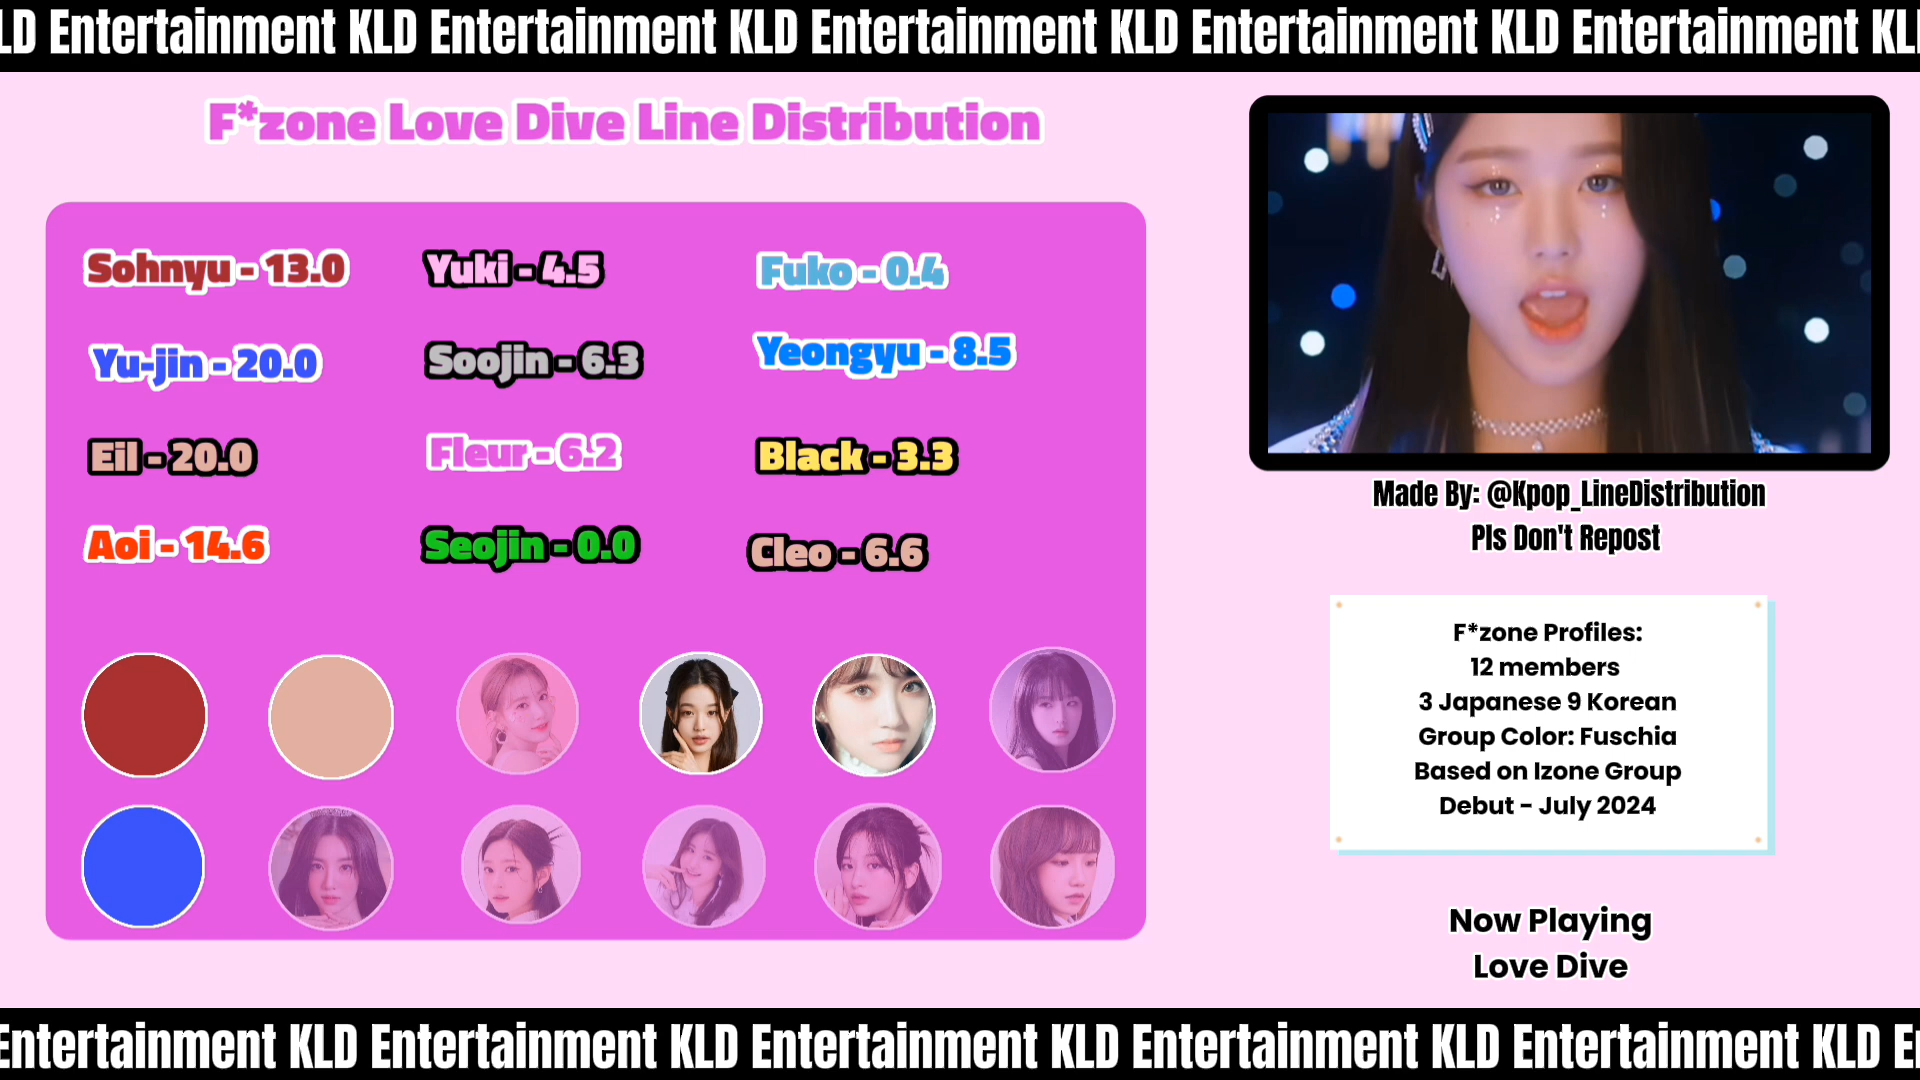 LD Entertainment KLD Entertainment KLD Entertainment KLD Entertainment KLD Entertainment KL
F*zone Love Dive Line Distribution
Sohnyu - 13.0
Yuki - 4.5
Fuko - 0.4
Yu-jin - 20.0
Soojin - 6.3
Yeongyu - 8.5
Eil - 20.0
Fleur - 6.2
Black - 3.3
Aoi - 14.6
Seojin - 0.0
Cleo - 6.6
Made By: @Kpop_LineDistribution
Pls Don't Repost
F*zone Profiles:
12 members
3 Japanese 9 Korean
Group Color: Fuschia
Based on Izone Group
Debut - July 2024
Now Playing
Love Dive
Entertainment KLD Entertainment KLD Entertainment KLD Entertainment KLD Entertainment KLD E